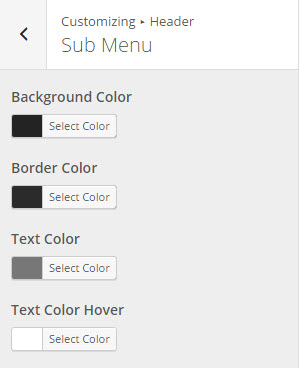 Customizing ▸ Header
Sub Menu
Background Color
Select Color
Border Color
Select Color
Text Color
Select Color
Text Color Hover
Select Color